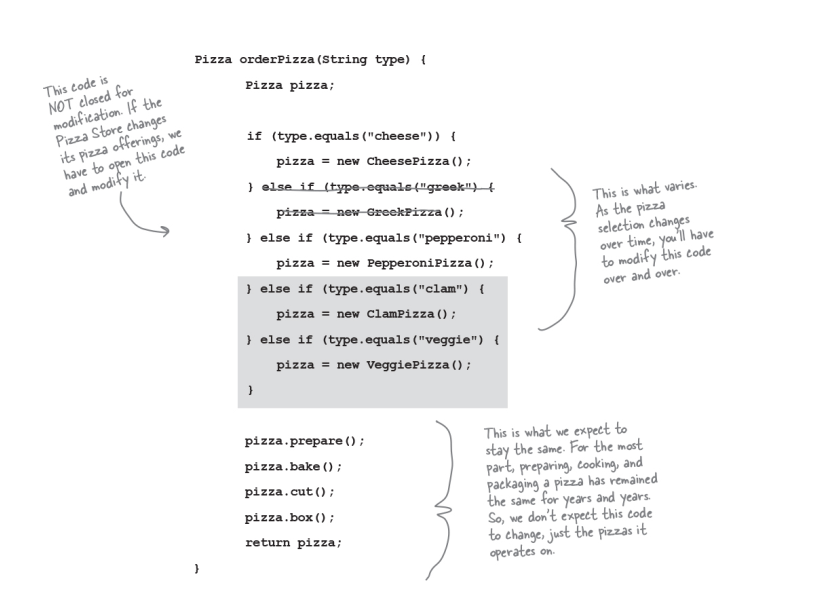 Pizza orderPizza(String type) {
Pizza pizza;
if (type.equals("cheese")) {
pizza = new CheesePizza();
} else if (type.equals("greek") {
pizza = new GreekPizza();
} else if (type.equals("pepperoni") {
pizza = new PepperoniPizza();
} else if (type.equals("clam") {
pizza = new ClamPizza();
} else if (type.equals("veggie") {
pizza = new VeggiePizza();
}
pizza.prepare();
pizza.bake();
pizza.cut();
pizza.box();
return pizza;
}
This code is
NOT closed for
modification. If the
Pizza Store changes
its pizza offerings, we
have to open this code
and modify it.
This is what varies.
As the pizza
selection changes
over time, you'll have
to modify this code
over and over.
This is what we expect to
stay the same. For the most
part, preparing, cooking, and
packaging a pizza has remained
the same for years and years.
So, we don't expect this code
to change, just the pizzas it
operates on.